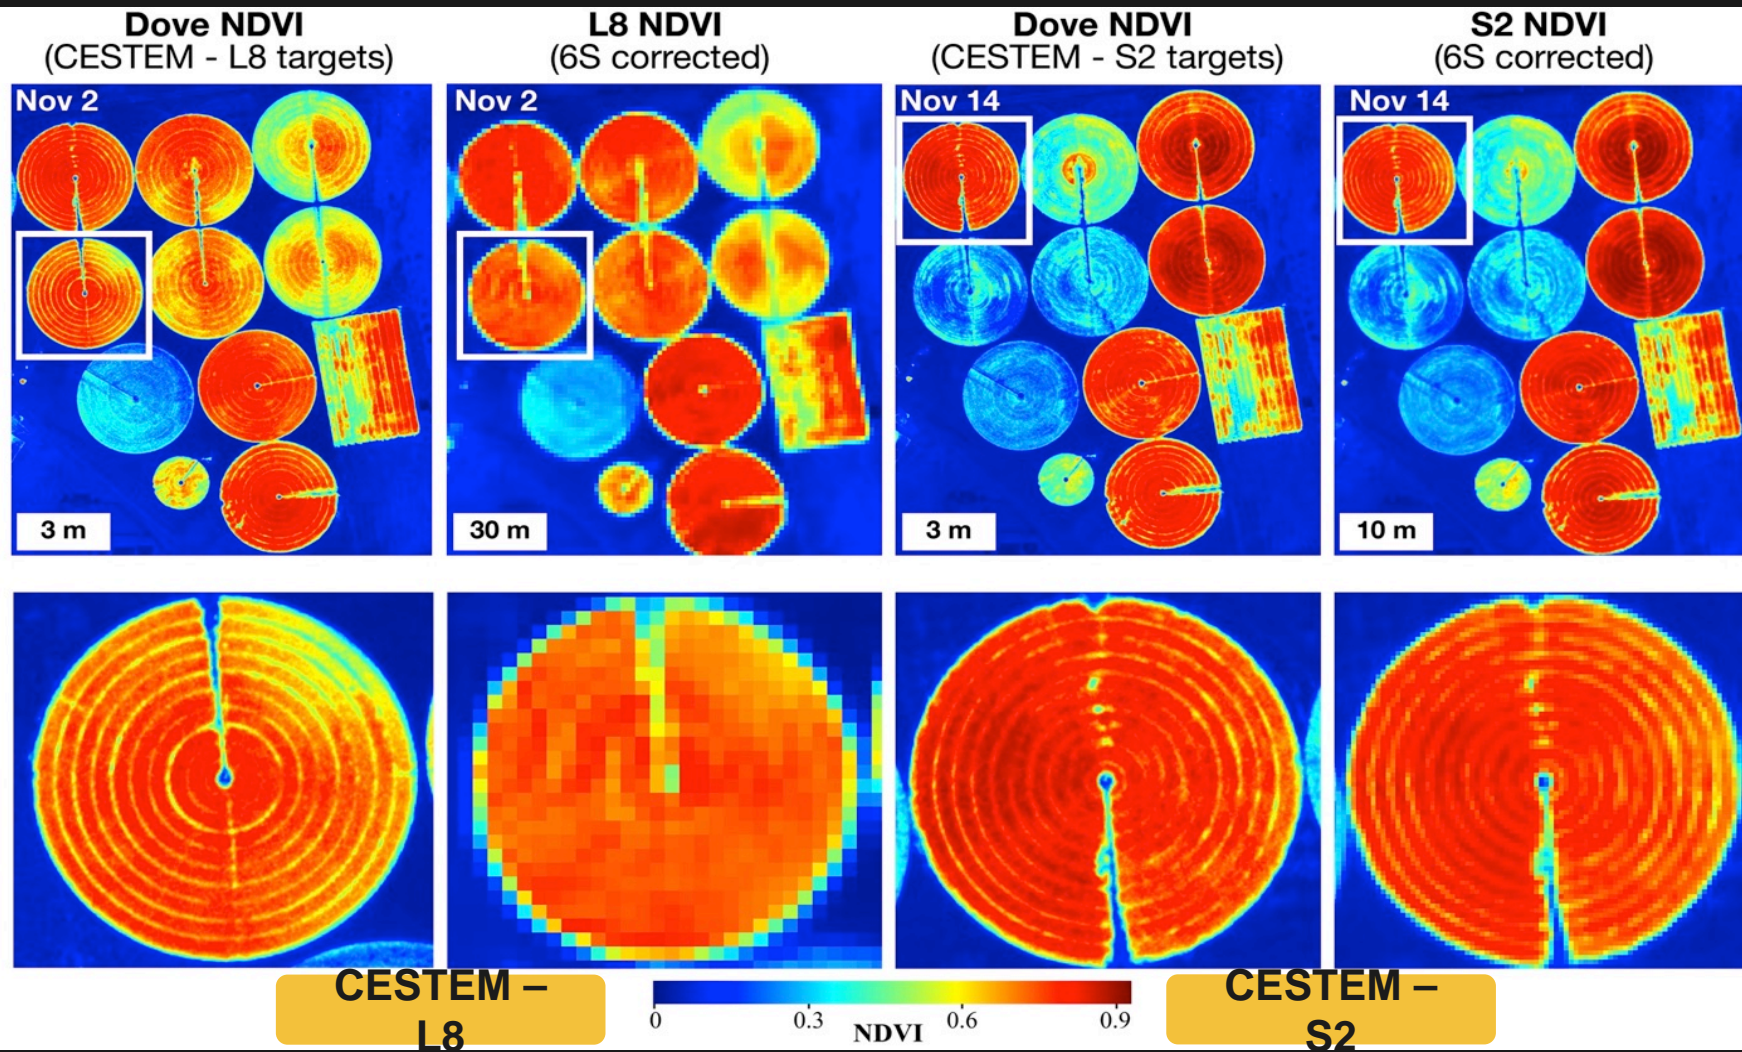 Dove NDVI
(CESTEM - L8 targets)
L8 NDVI
(6S corrected)
Dove NDVI
(CESTEM - S2 targets)
S2 NDVI
(6S corrected)
Nov 2
Nov 2
Nov 14
Nov 14
3 m
30 m
3 m
10 m
CESTEM –
L8
0
0.3
0.6
0.9
NDVI
CESTEM –
S2